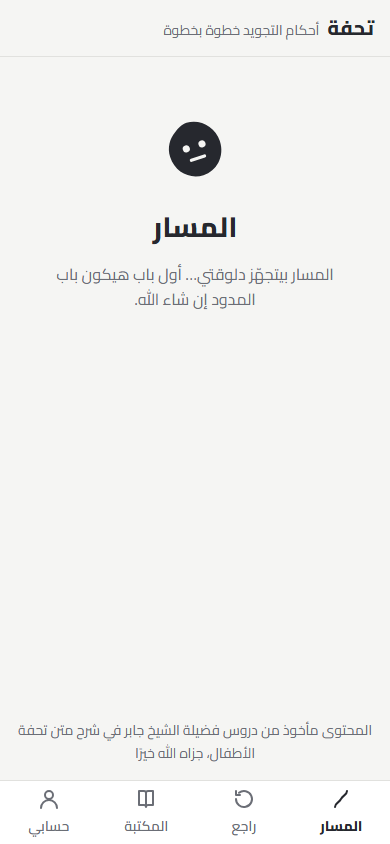 تحفة أحكام التجويد خطوة بخطوة
المسار
المسار بيتجهّز دلوقتي... أول باب هيكون باب
المدود إن شاء الله.
المحتوى مأخوذ من دروس فضيلة الشيخ جابر في شرح متن تحفة
الأطفال، جزاه الله خيرًا
المسار راجع المكتبة حسابي